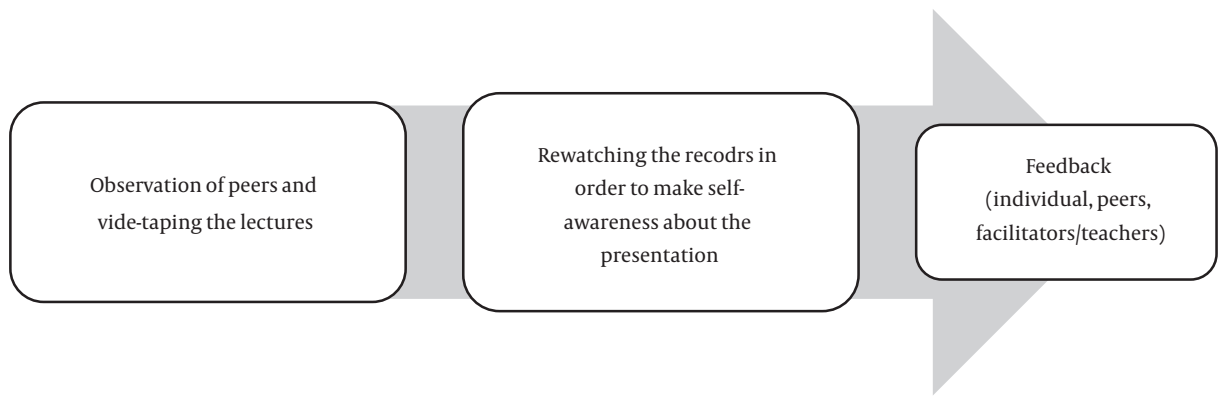 Observation of peers and
vide-taping the lectures
Rewatching the recodrs in
order to make self-
awareness about the
presentation
Feedback
(individual, peers,
facilitators/teachers)